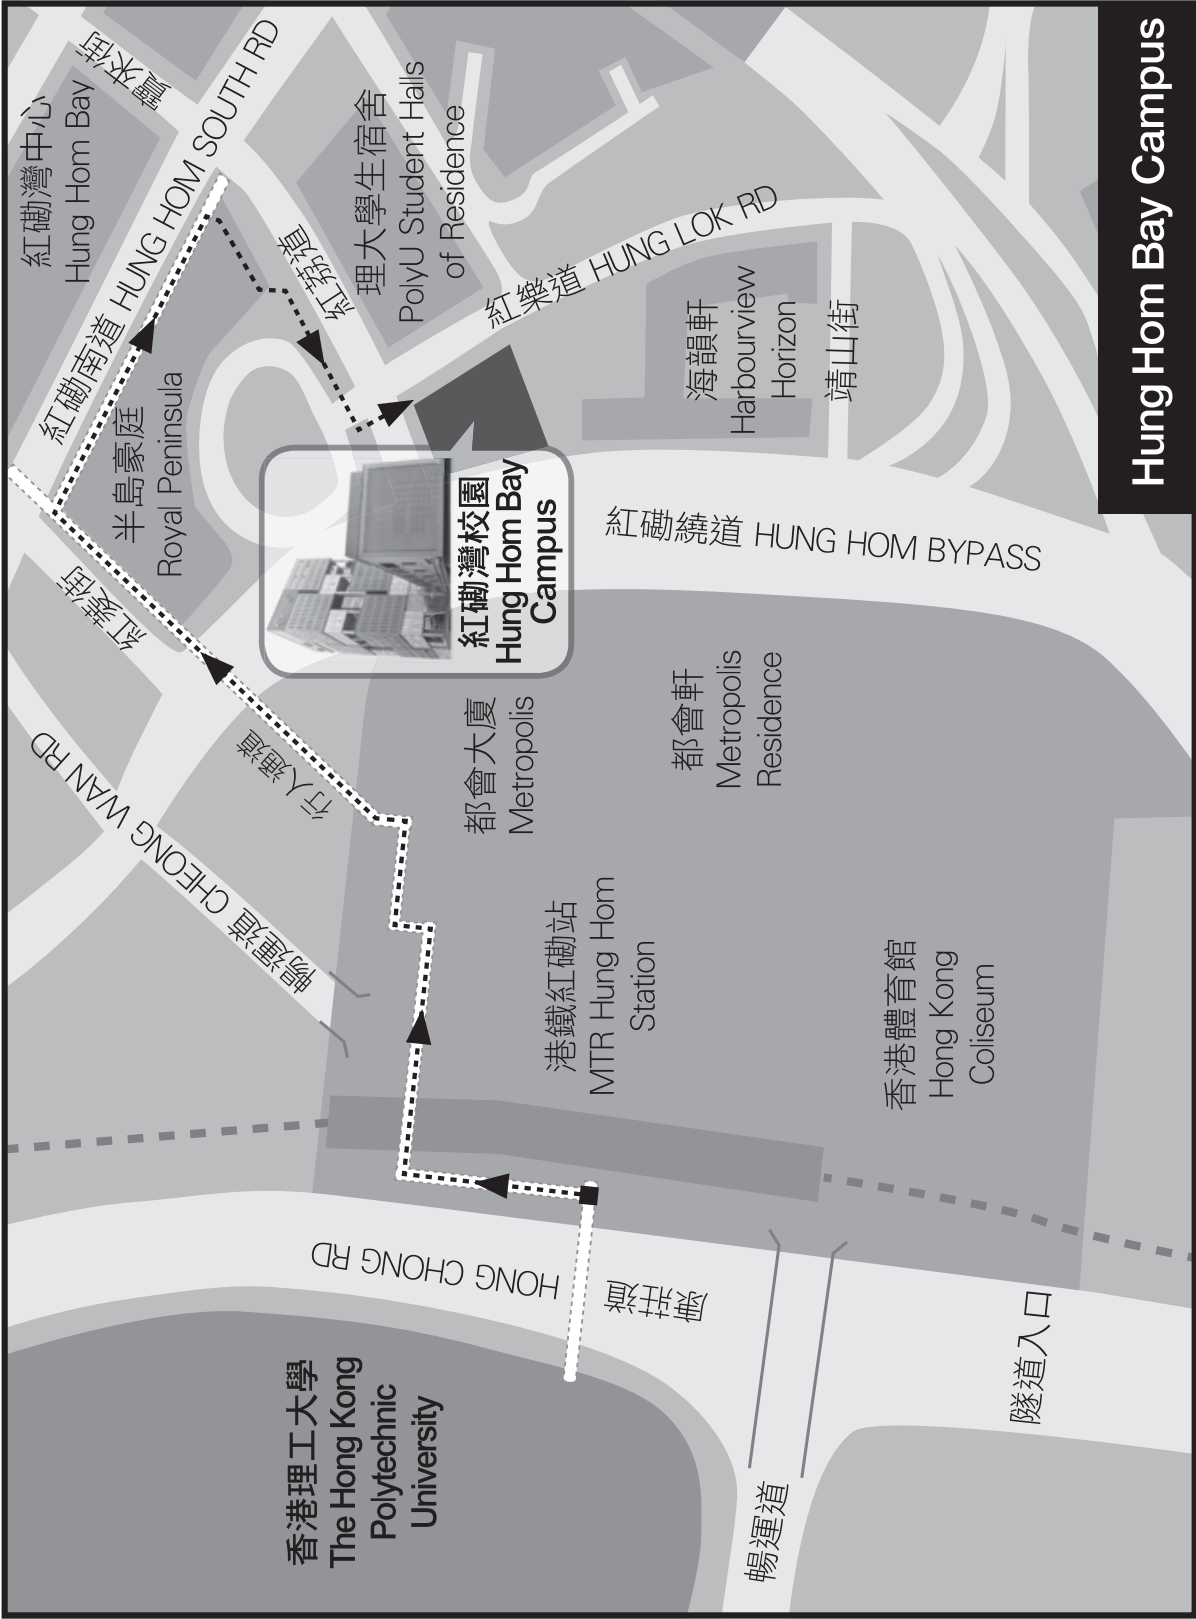 Hung Hom Bay Campus
紅磡灣中心
Hung Hom Bay
寶來街
紅磡南道 HUNG HOM SOUTH RD
理大學生宿舍
PolyU Student Halls
of Residence
紅荔道
紅樂道 HUNG LOK RD
半島豪庭
Royal Peninsula
海韻軒
Harbourview
Horizon
靖山街
紅菱街
紅磡灣校園
Hung Hom Bay
Campus
紅磡繞道 HUNG HOM BYPASS
暢運道 CHEONG WAN RD
行人通道
都會大廈
Metropolis
都會軒
Metropolis
Residence
港鐵紅磡站
MTR Hung Hom
Station
香港體育館
Hong Kong
Coliseum
HONG CHONG RD
康莊道
香港理工大學
The Hong Kong
Polytechnic
University
暢運道
隧道入口